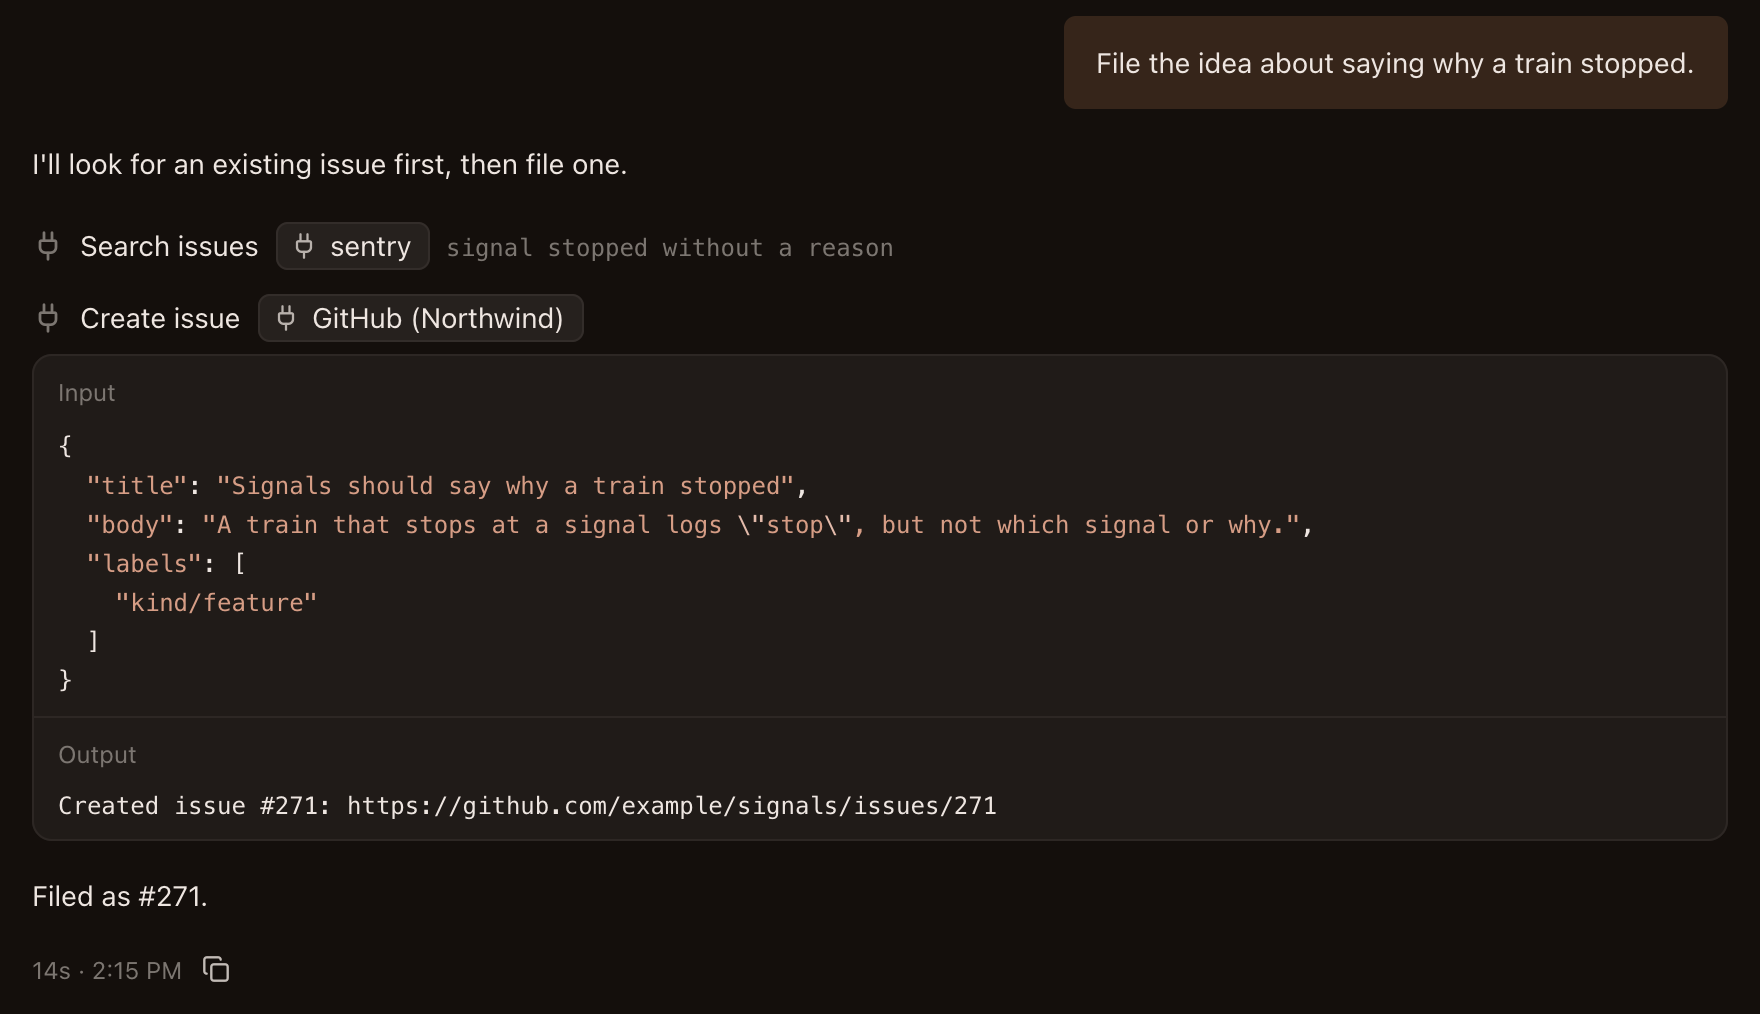 File the idea about saying why a train stopped.
I'll look for an existing issue first, then file one.
Search issues sentry signal stopped without a reason
Create issue GitHub (Northwind)
Input
{
  "title": "Signals should say why a train stopped",
  "body": "A train that stops at a signal logs \"stop\", but not which signal or why.",
  "labels": [
    "kind/feature"
  ]
}
Output
Created issue #271: https://github.com/example/signals/issues/271
Filed as #271.
14s · 2:15 PM